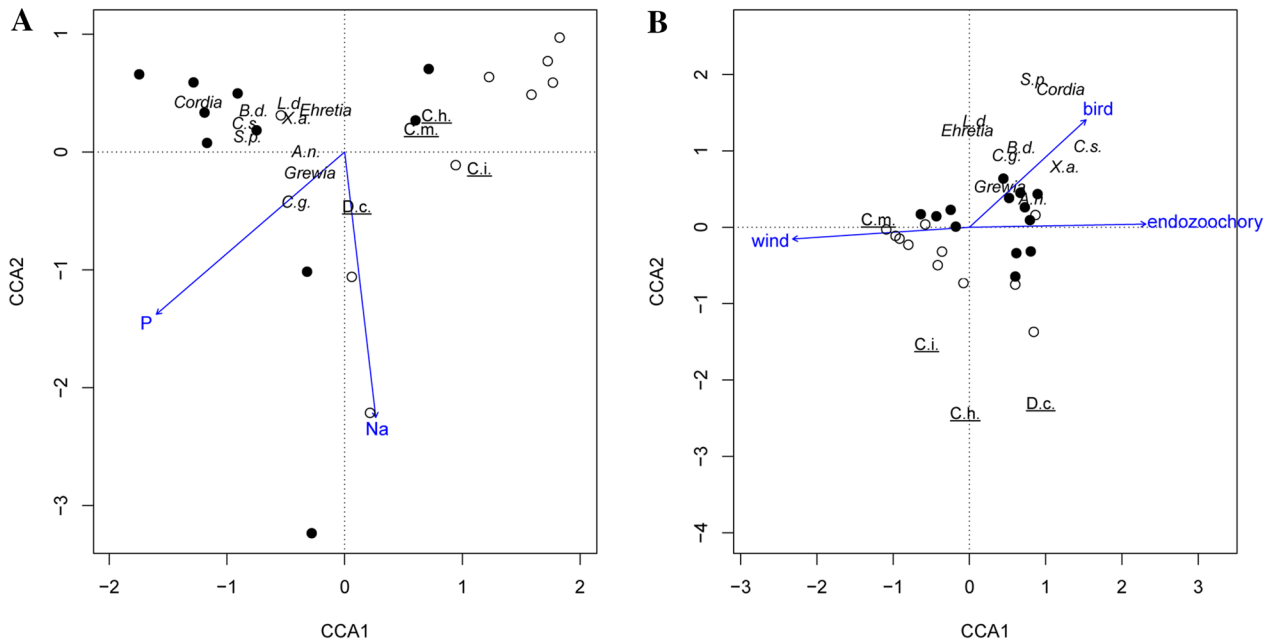 A
1
0
−1
−2
−3
CCA2
Cordia
B.d.
L.d.
Ehretia
X.a.
C.s.
S.p.
C.h.
C.m.
A.n.
C.i.
Grewia
C.g.
D.c.
P
Na
−2
−1
0
1
2
CCA1
B
2
1
0
−1
−2
−3
−4
CCA2
S.p.
Cordia
bird
L.d.
Ehretia
B.d.
C.s.
C.g.
X.a.
Grewia
A.n.
C.m.
endozoochory
wind
C.i.
D.c.
C.h.
−3
−2
−1
0
1
2
3
CCA1